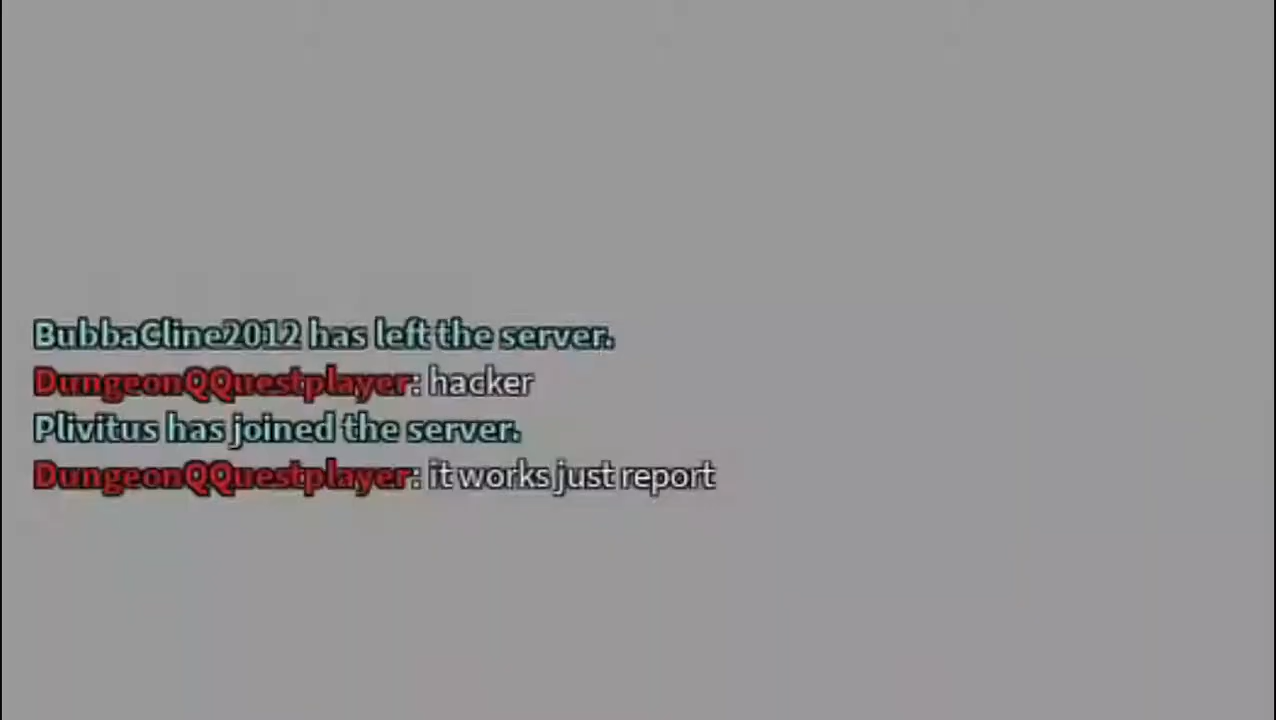 BubbaCline2012 has left the server.
DungeonQQuestplayer: hacker
Plivitus has joined the server.
DungeonQQuestplayer: it works just report